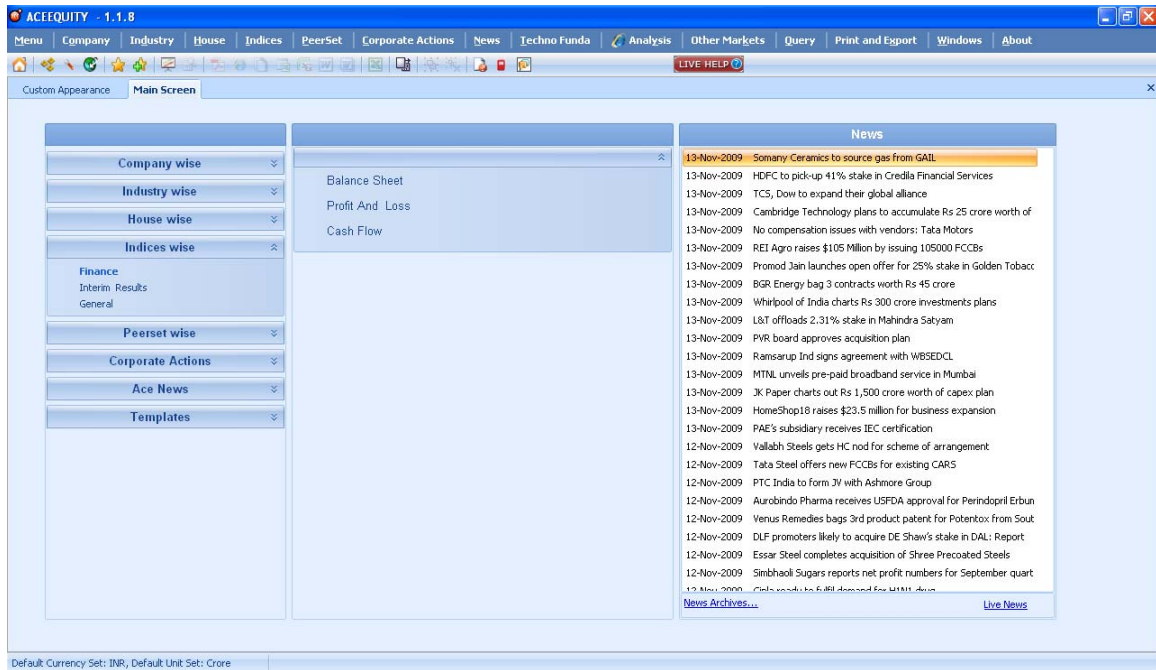 ACEEQUITY - 1.1.8
Menu Company Industry House Indices PeerSet Corporate Actions News Techno Funda Analysis Other Markets Query Print and Export Windows About
LIVE HELP
Custom Appearance Main Screen
News
Company wise
Industry wise
House wise
Indices wise
Finance
Interim Results
General
Peerset wise
Corporate Actions
Ace News
Templates
Balance Sheet
Profit And Loss
Cash Flow
13-Nov-2009 Somany Ceramics to source gas from GAIL
13-Nov-2009 HDFC to pick-up 41% stake in Credila Financial Services
13-Nov-2009 TCS, Dow to expand their global alliance
13-Nov-2009 Cambridge Technology plans to accumulate Rs 25 crore worth of
13-Nov-2009 No compensation issues with vendors: Tata Motors
13-Nov-2009 REI Agro raises $105 Million by issuing 105000 FCCBs
13-Nov-2009 Promod Jain launches open offer for 25% stake in Golden Tobacc
13-Nov-2009 BGR Energy bag 3 contracts worth Rs 45 crore
13-Nov-2009 Whirlpool of India charts Rs 300 crore investments plans
13-Nov-2009 L&T offloads 2.31% stake in Mahindra Satyam
13-Nov-2009 PVR board approves acquisition plan
13-Nov-2009 Ramsarup Ind signs agreement with WBSEDCL
13-Nov-2009 MTNL unveils pre-paid broadband service in Mumbai
13-Nov-2009 JK Paper charts out Rs 1,500 crore worth of capex plan
13-Nov-2009 HomeShop18 raises $23.5 million for business expansion
13-Nov-2009 PAE's subsidiary receives IEC certification
12-Nov-2009 Vallabh Steels gets HC nod for scheme of arrangement
12-Nov-2009 Tata Steel offers new FCCBs for existing CARS
12-Nov-2009 PTC India to form JV with Ashmore Group
12-Nov-2009 Aurobindo Pharma receives USFDA approval for Perindopril Erbun
12-Nov-2009 Venus Remedies bags 3rd product patent for Potentox from Sout
12-Nov-2009 DLF promoters likely to acquire DE Shaw's stake in DAL: Report
12-Nov-2009 Essar Steel completes acquisition of Shree Precoated Steels
12-Nov-2009 Simbhaoli Sugars reports net profit numbers for September quart
12-Nov-2009 Cipla ready to fulfil demand for H1N1 drug
News Archives... Live News
Default Currency Set: INR, Default Unit Set: Crore